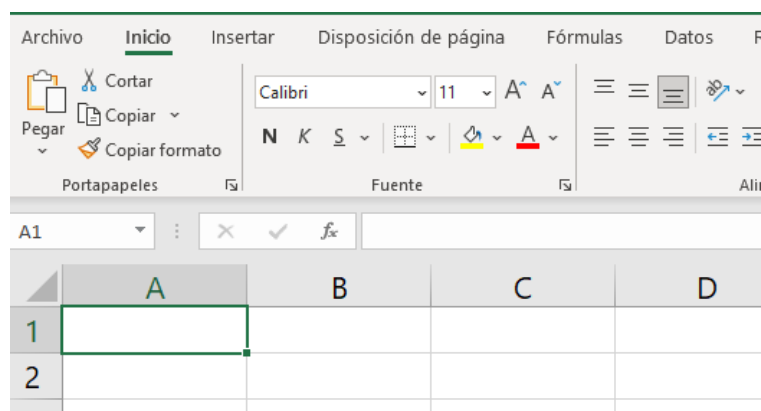 Archivo Inicio Insertar Disposición de página Fórmulas Datos
Cortar
Copiar
Pegar
Copiar formato
Calibri 11 A A
N K S A
Portapapeles Fuente
A1 fx
A B C D
1
2